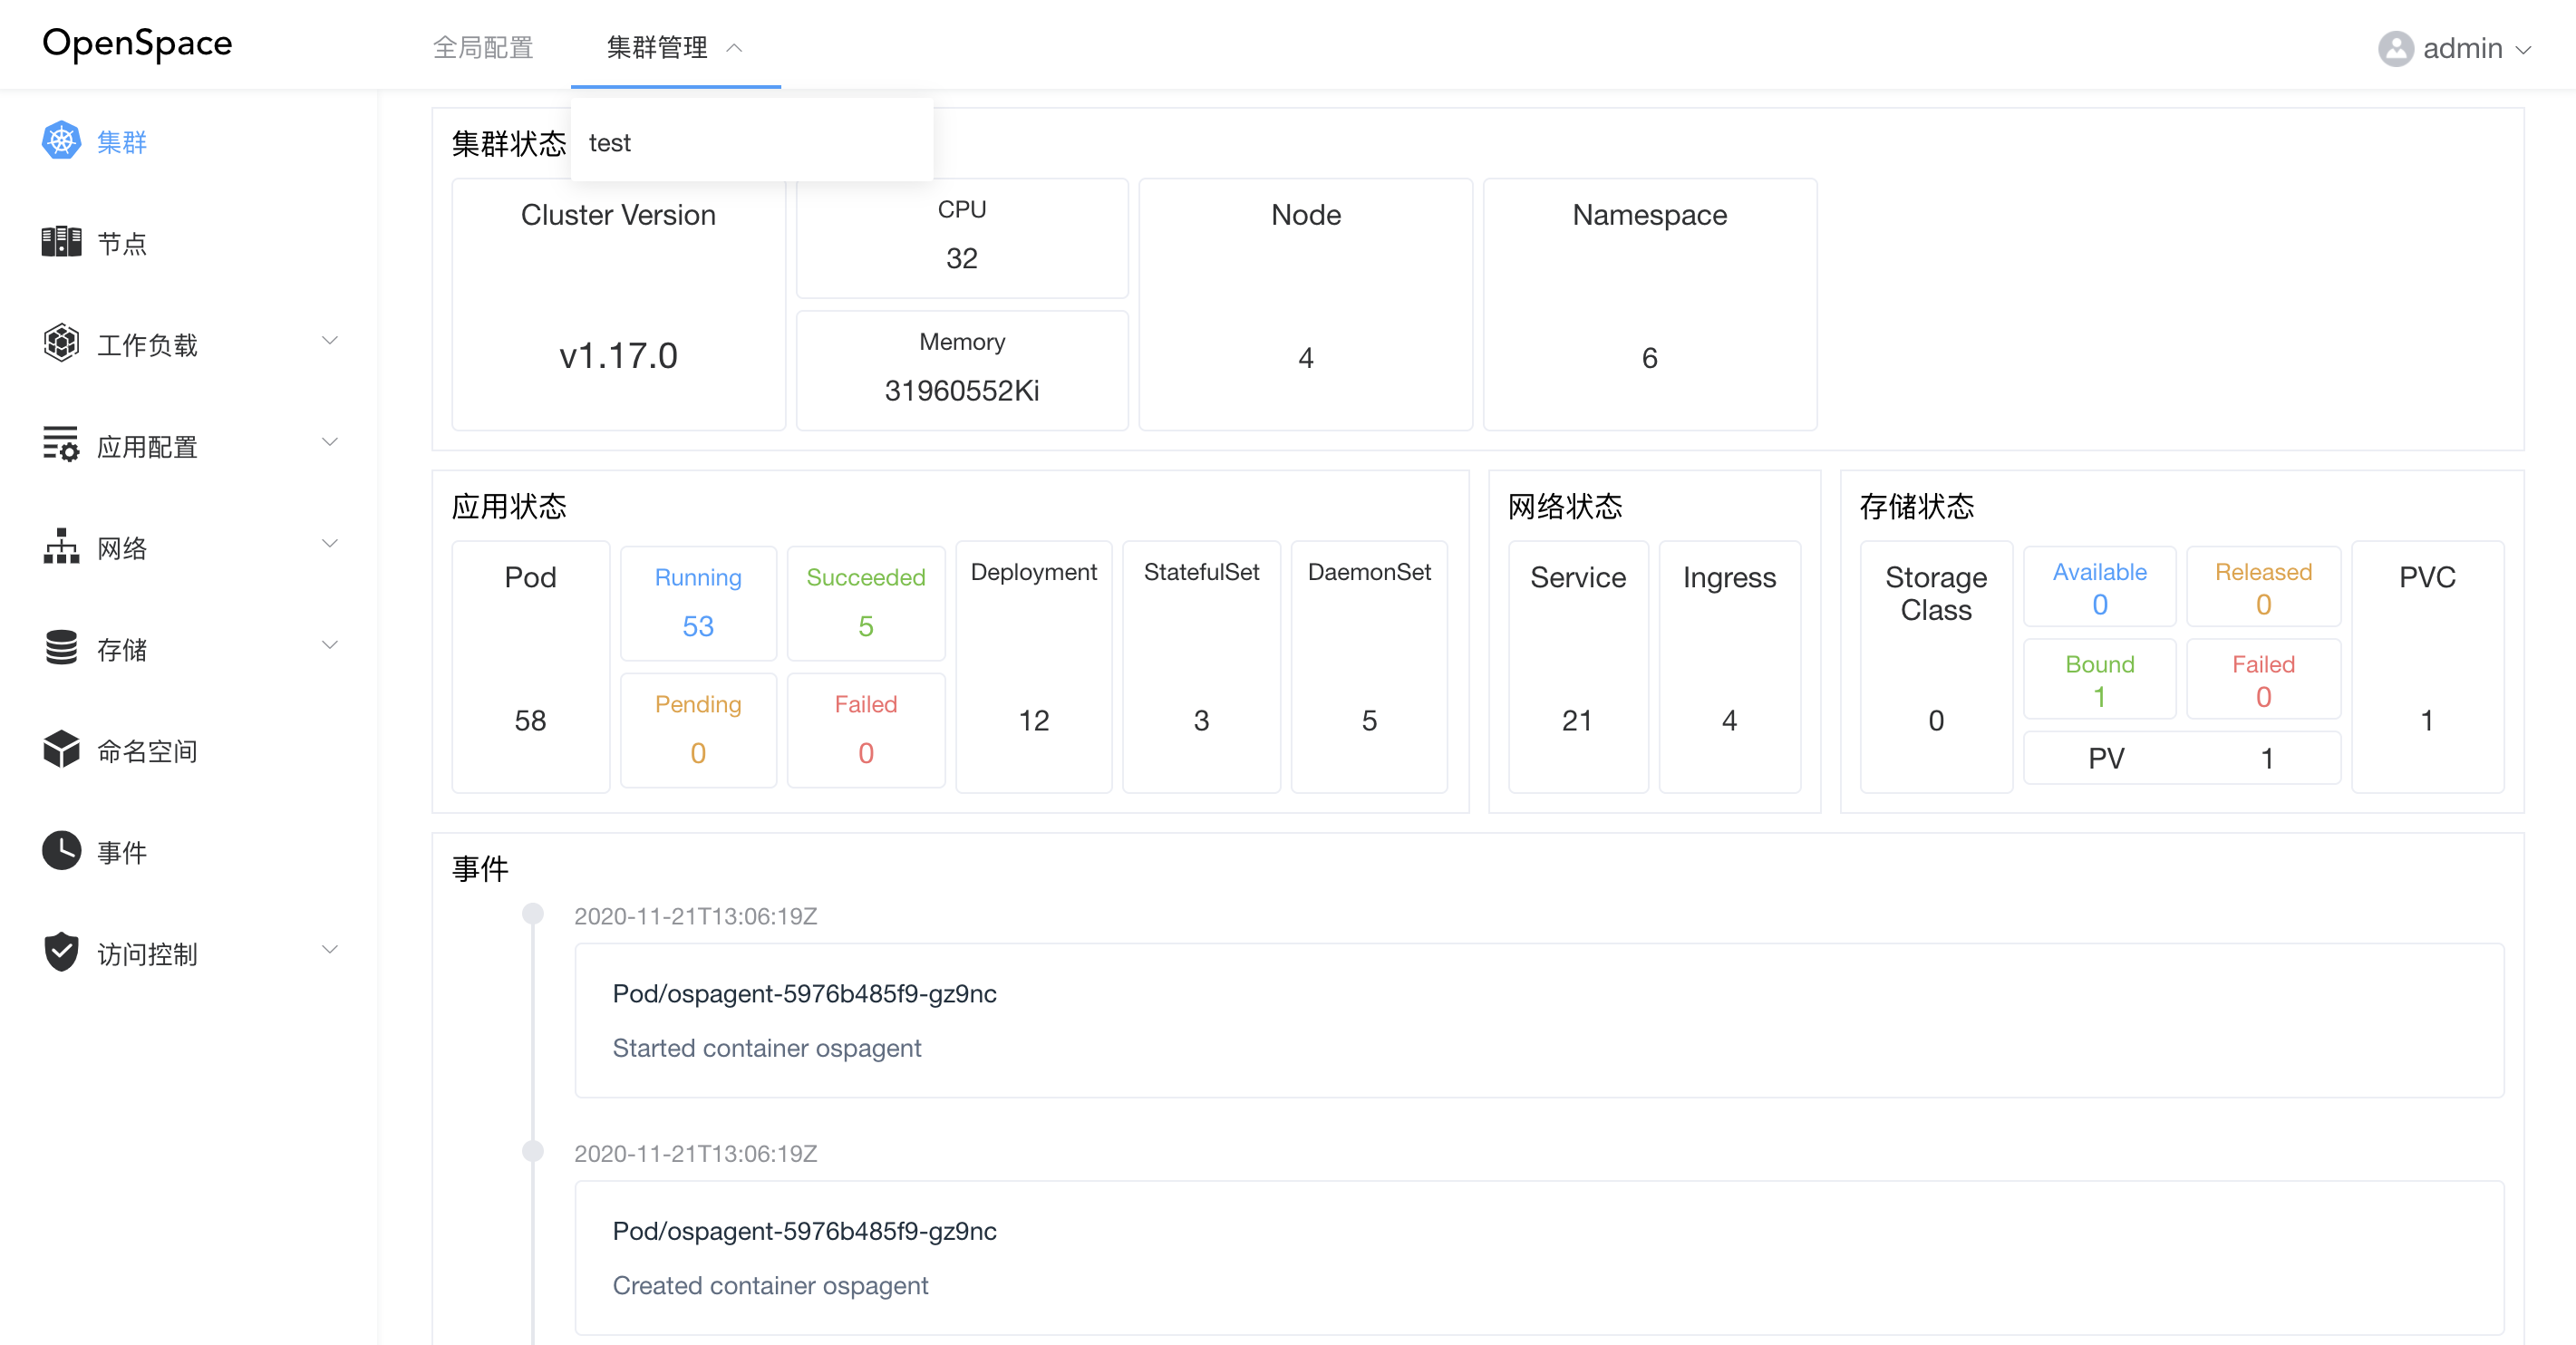 OpenSpace
全局配置
集群管理
admin
test
集群
节点
工作负载
应用配置
网络
存储
命名空间
事件
访问控制
集群状态
Cluster Version
v1.17.0
CPU
32
Memory
31960552Ki
Node
4
Namespace
6
应用状态
Pod
58
Running
53
Succeeded
5
Pending
0
Failed
0
Deployment
12
StatefulSet
3
DaemonSet
5
网络状态
Service
21
Ingress
4
存储状态
Storage
Class
0
Available
0
Released
0
Bound
1
Failed
0
PV 1
PVC
1
事件
2020-11-21T13:06:19Z
Pod/ospagent-5976b485f9-gz9nc
Started container ospagent
2020-11-21T13:06:19Z
Pod/ospagent-5976b485f9-gz9nc
Created container ospagent